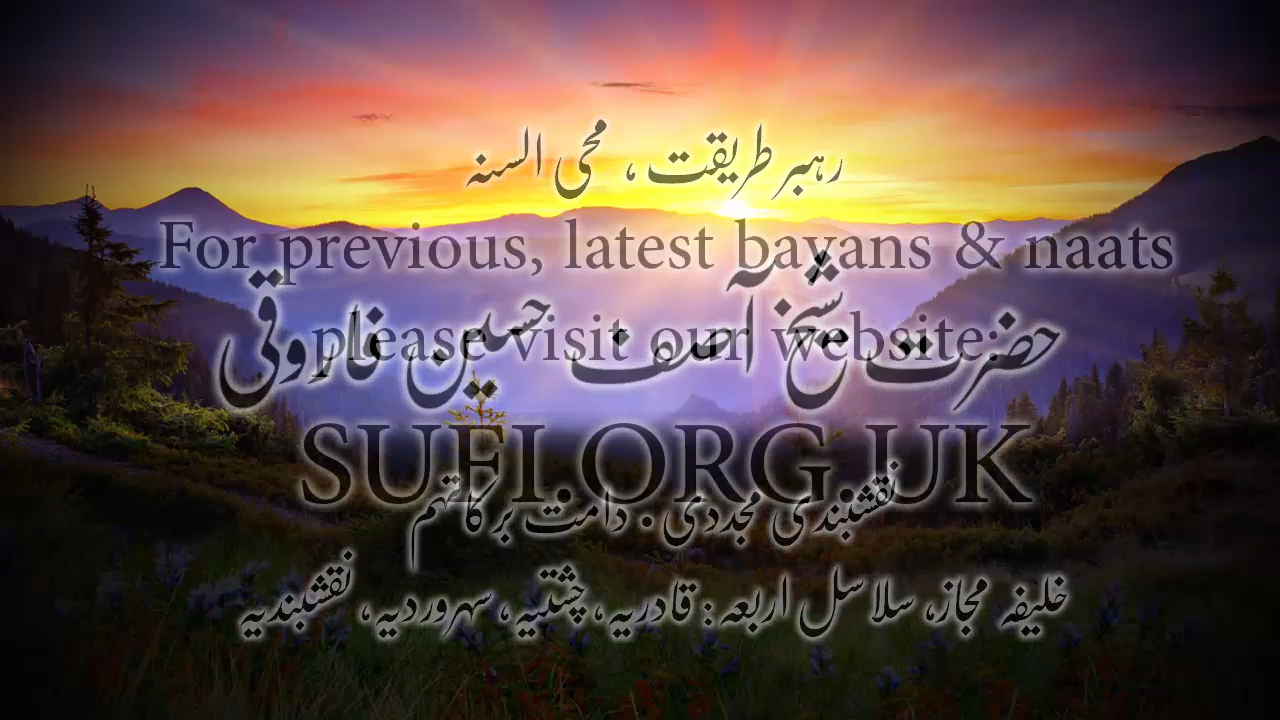 رہبر طریقت، محی السنہ
For previous, latest bayans & naats
حضرت شیخ آصف حسین فاروقی
please visit our website:
SUFI.ORG.UK
نقشبندی مجددی . دامت برکاتہم
خلیفہ مجاز، سلاسل اربعہ: قادریہ، چشتیہ، سہروردیہ، نقشبندیہ